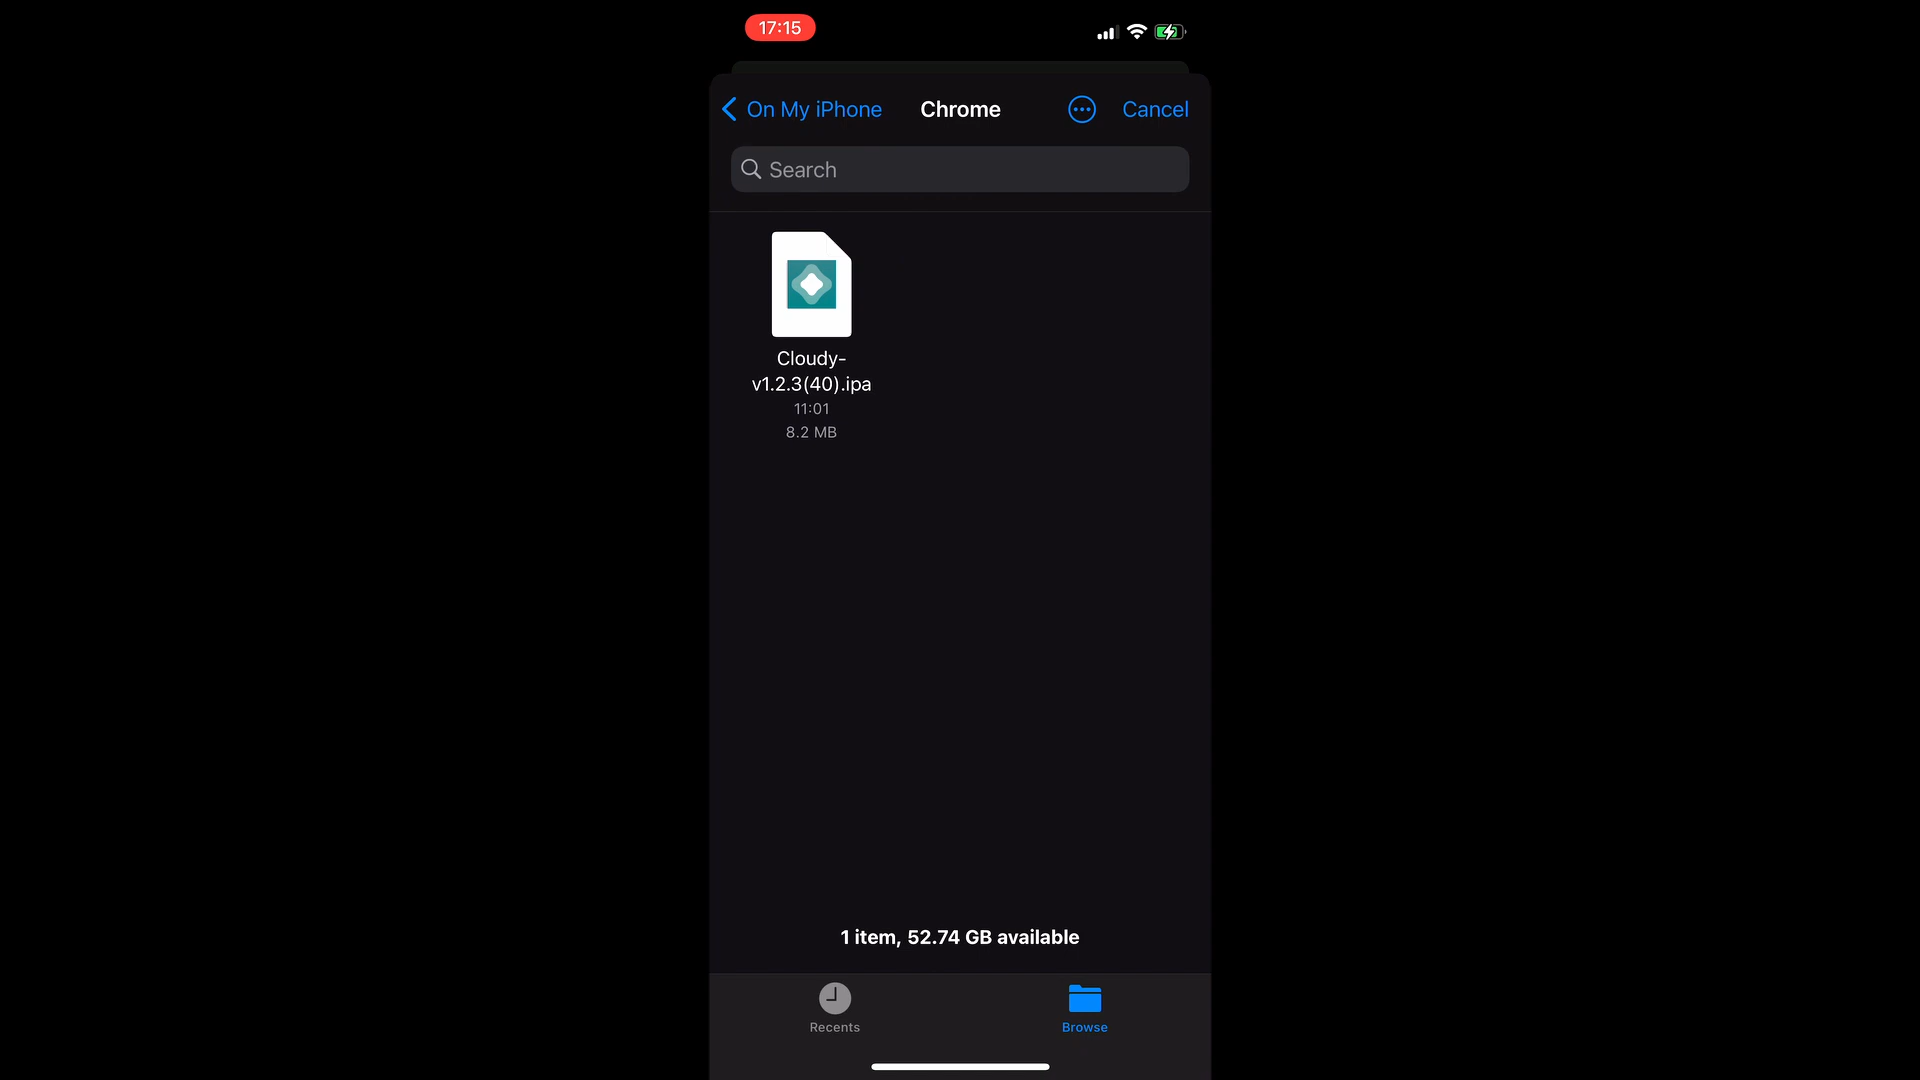 17:15
On My iPhone
Chrome
Cancel
Search
Cloudy-
v1.2.3(40).ipa
11:01
8.2 MB
1 item, 52.74 GB available
Recents
Browse